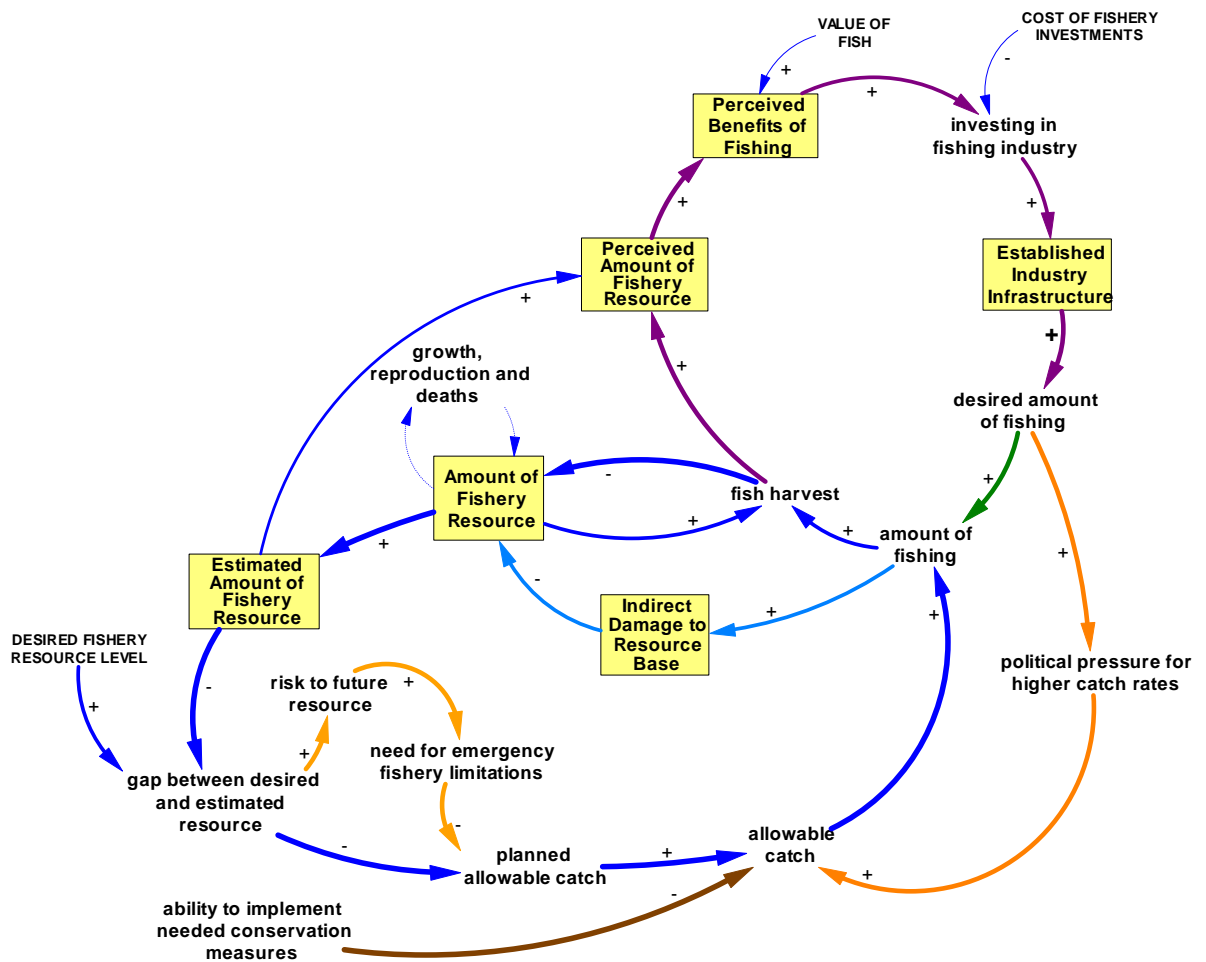 VALUE OF
FISH
COST OF FISHERY
INVESTMENTS
+
-
+
Perceived
Benefits of
Fishing
investing in
fishing industry
+
+
Perceived
Amount of
Fishery
Resource
Established
Industry
Infrastructure
+
+
growth,
reproduction and
deaths
+
desired amount
of fishing
Amount of
Fishery
Resource
-
fish harvest
+
+
+
amount of
fishing
+
+
Estimated
Amount of
Fishery
Resource
-
Indirect
Damage to
Resource
Base
+
+
DESIRED FISHERY
RESOURCE LEVEL
-
risk to future
resource
+
political pressure for
higher catch rates
+
+
need for emergency
fishery limitations
gap between desired
and estimated
resource
-
-
planned
allowable catch
+
allowable
catch
+
-
ability to implement
needed conservation
measures